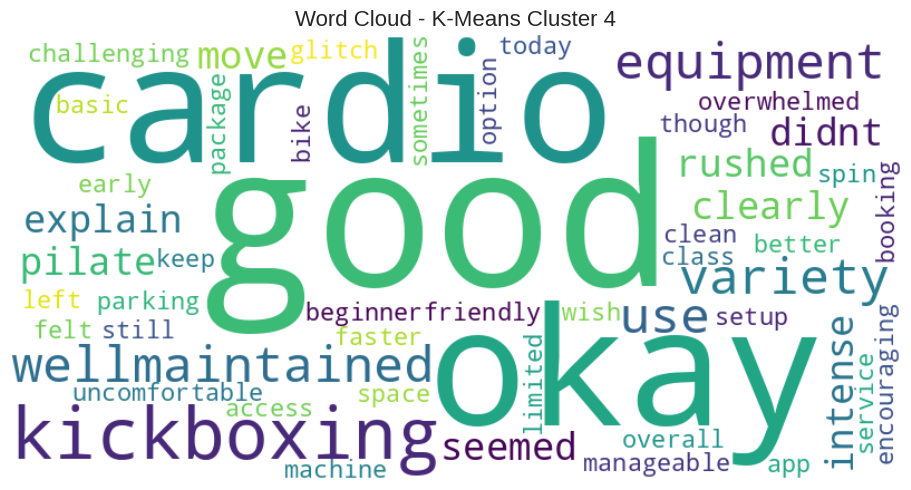 Word Cloud - K-Means Cluster 4
challenging
move
glitch
sometimes
today
equipment
cardio
basic
package
bike
option
overwhelmed
though
didnt
early
good
rushed
spin
explain
clearly
booking
pilate
keep
clean
better
class
variety
left
parking
beginnerfriendly
wish
use
setup
felt
still
faster
wellmaintained
okay
limited
intense
service
encouraging
uncomfortable
space
access
kickboxing
seemed
overall
machine
manageable
app